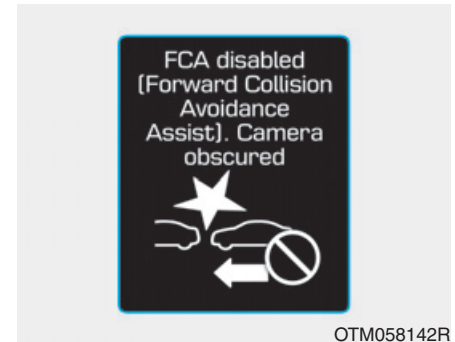 FCA disabled
(Forward Collision
Avoidance
Assist). Camera
obscured
OTM058142R